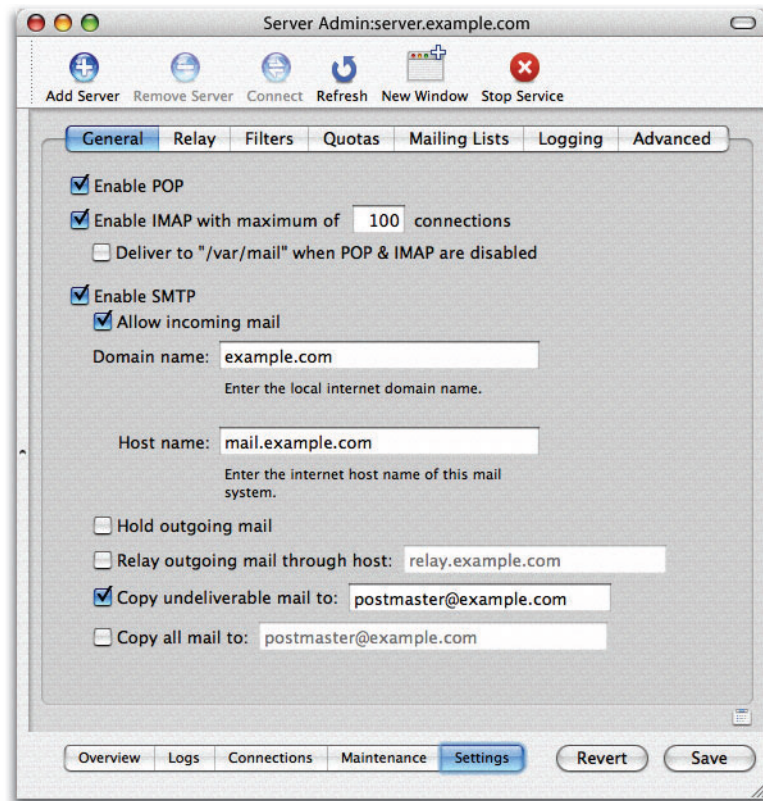 Server Admin:server.example.com
Add Server Remove Server Connect Refresh New Window Stop Service
General Relay Filters Quotas Mailing Lists Logging Advanced
Enable POP
Enable IMAP with maximum of 100 connections
Deliver to "/var/mail" when POP & IMAP are disabled
Enable SMTP
Allow incoming mail
Domain name: example.com
Enter the local internet domain name.
Host name: mail.example.com
Enter the internet host name of this mail
system.
Hold outgoing mail
Relay outgoing mail through host: relay.example.com
Copy undeliverable mail to: postmaster@example.com
Copy all mail to: postmaster@example.com
Overview Logs Connections Maintenance Settings Revert Save